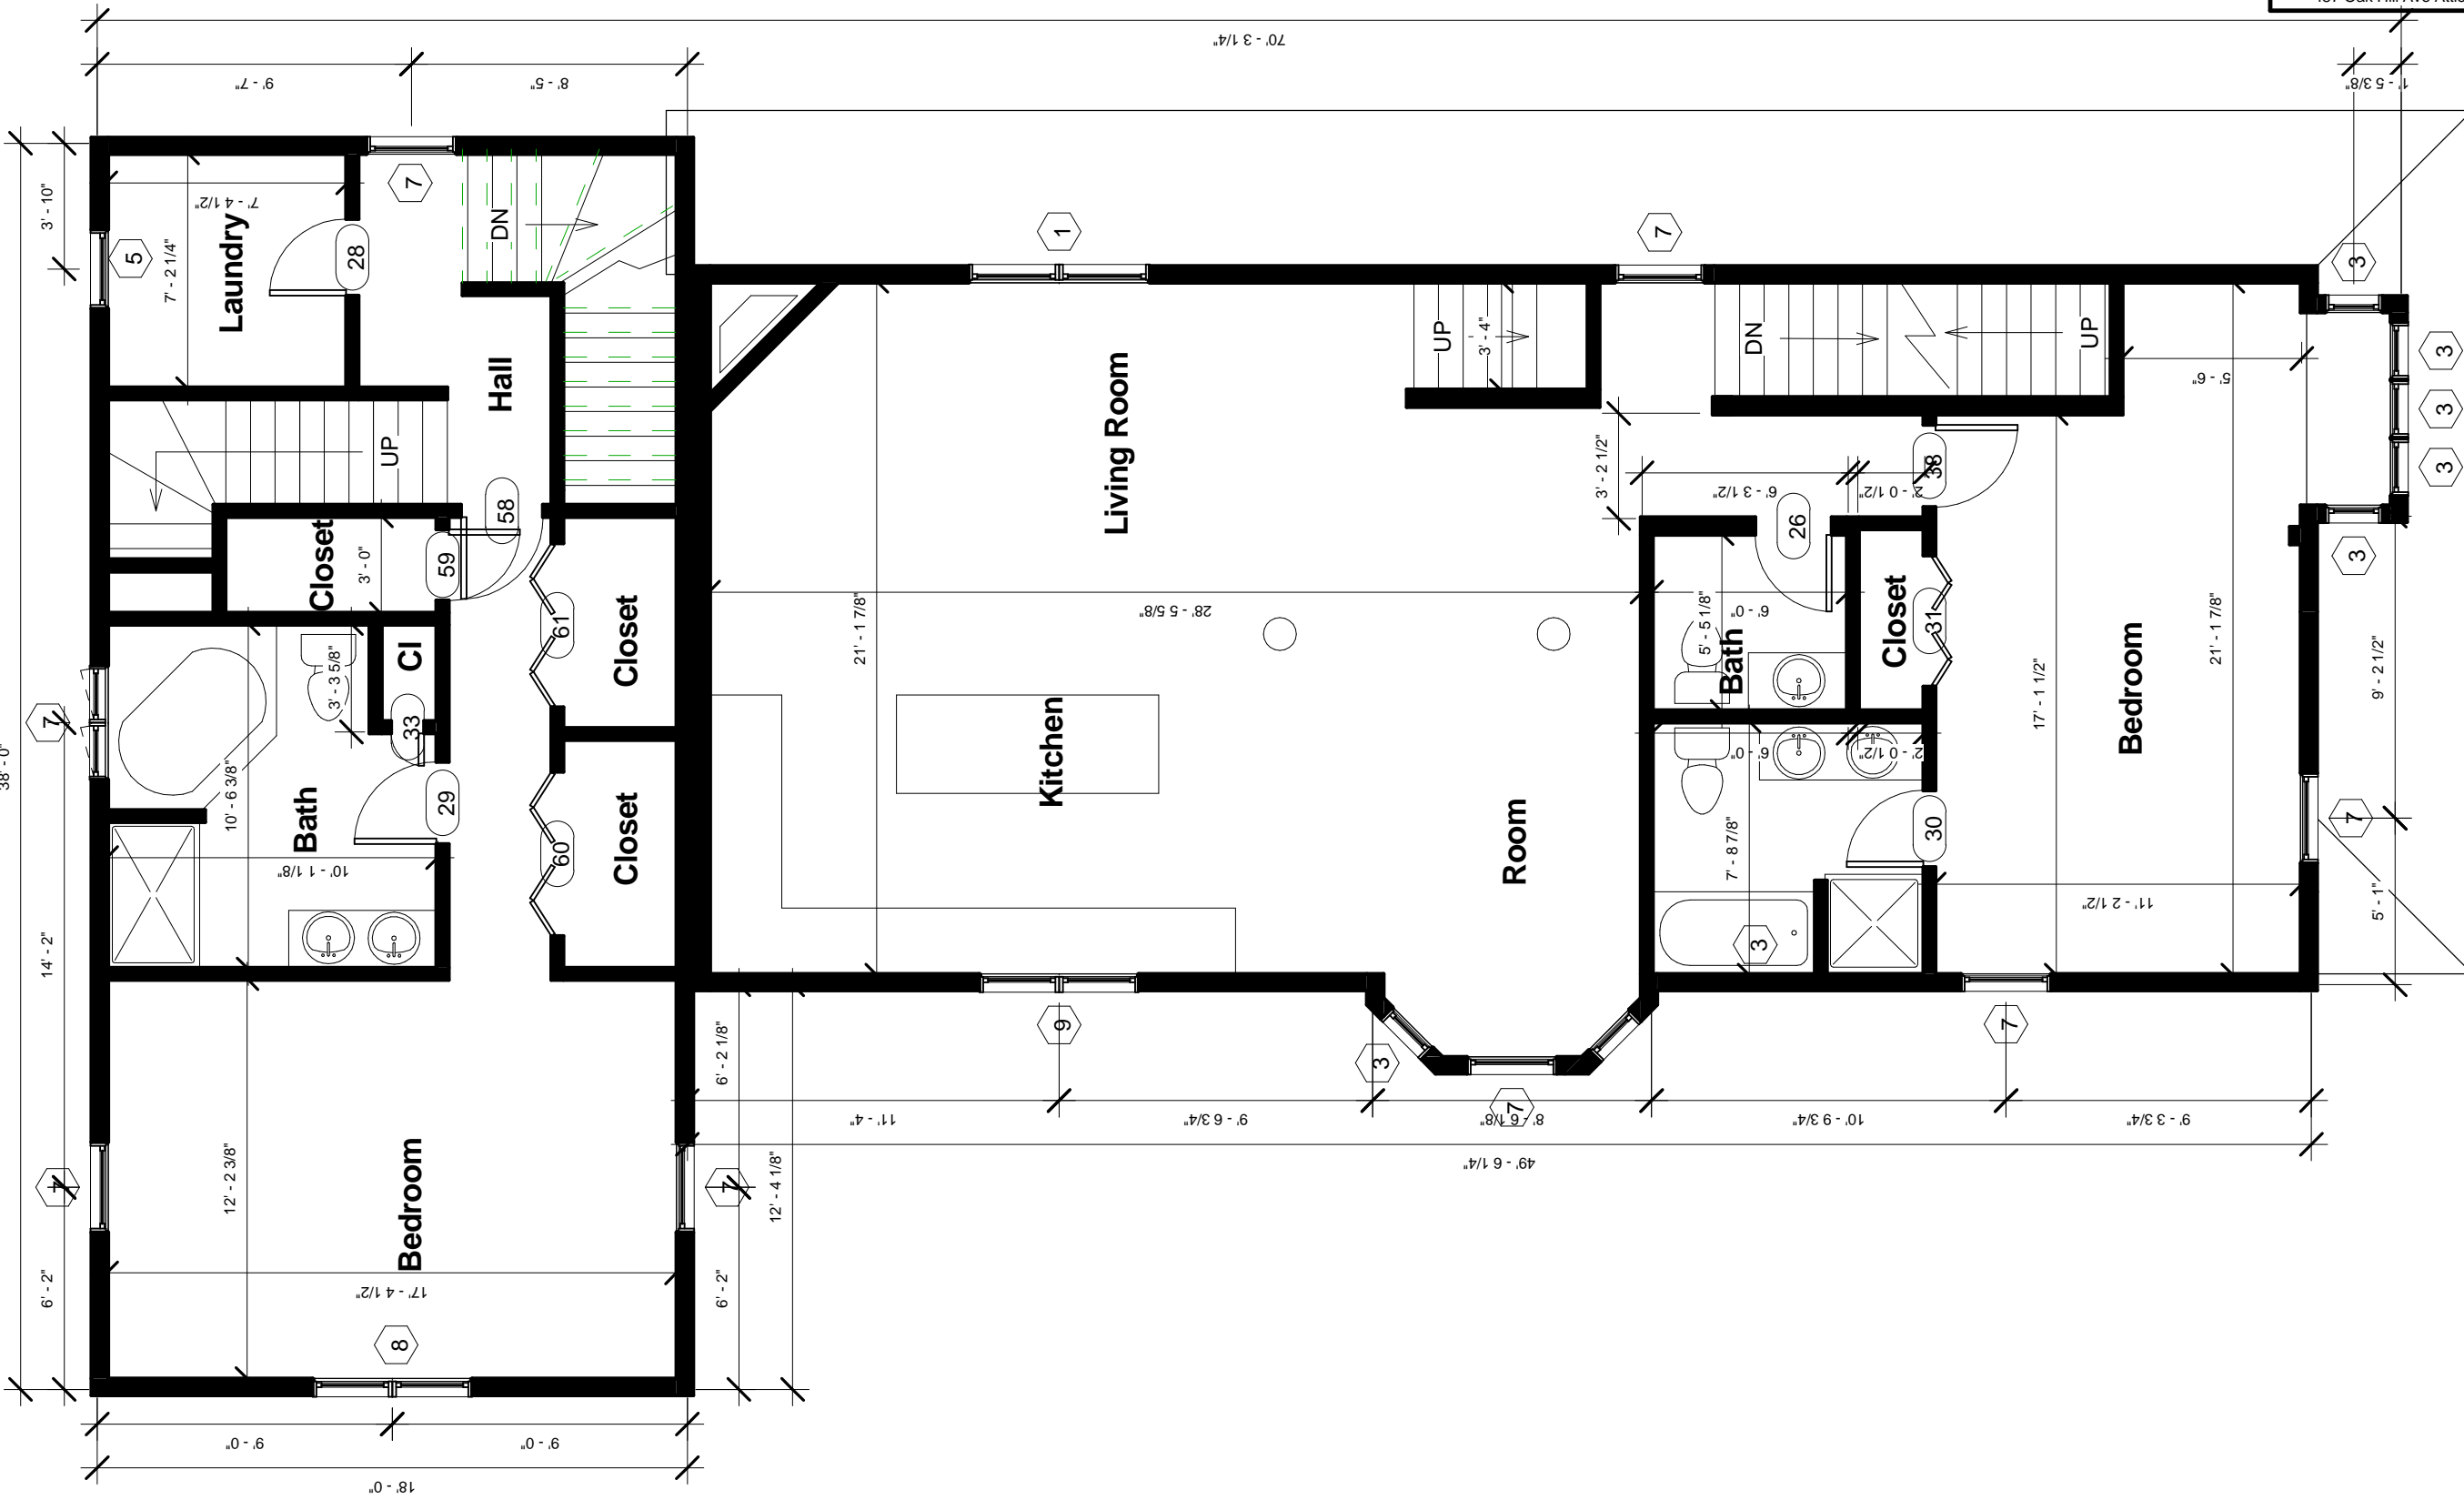 70' - 3 1/4"
9' - 7"
8' - 5"
1' - 5 3/8"
3' - 10"
7' - 4 1/2"
7
5
7' - 2 1/4"
Laundry
28
DN
1
7
3
Hall
UP
3' - 4"
DN
UP
3
5' - 6"
3
3
3
Living Room
3' - 2 1/2"
6' - 3 1/2"
2' - 0 1/2"
38
26
UP
58
Closet
3' - 0"
59
61
Closet
21' - 1 7/8"
28' - 5 5/8"
5' - 5 1/8"
6' - 0"
Bath
Closet
31
17' - 1 1/2"
Bedroom
21' - 1 7/8"
9' - 2 1/2"
3' - 3 5/8"
Cl
33
7
38' - 0"
10' - 6 3/8"
Bath
29
60
Closet
10' - 1 1/8"
Kitchen
6' - 0"
2' - 0 1/2"
7' - 8 7/8"
30
7
Room
3
11' - 2 1/2"
5' - 1"
14' - 2"
6' - 2 1/8"
9
3
7
7
11' - 4"
9' - 6 3/4"
8' - 6 1/8"
10' - 9 3/4"
9' - 3 3/4"
49' - 6 1/4"
7
12' - 2 3/8"
Bedroom
7
12' - 4 1/8"
6' - 2"
17' - 4 1/2"
6' - 2"
8
9' - 0"
9' - 0"
18' - 0"